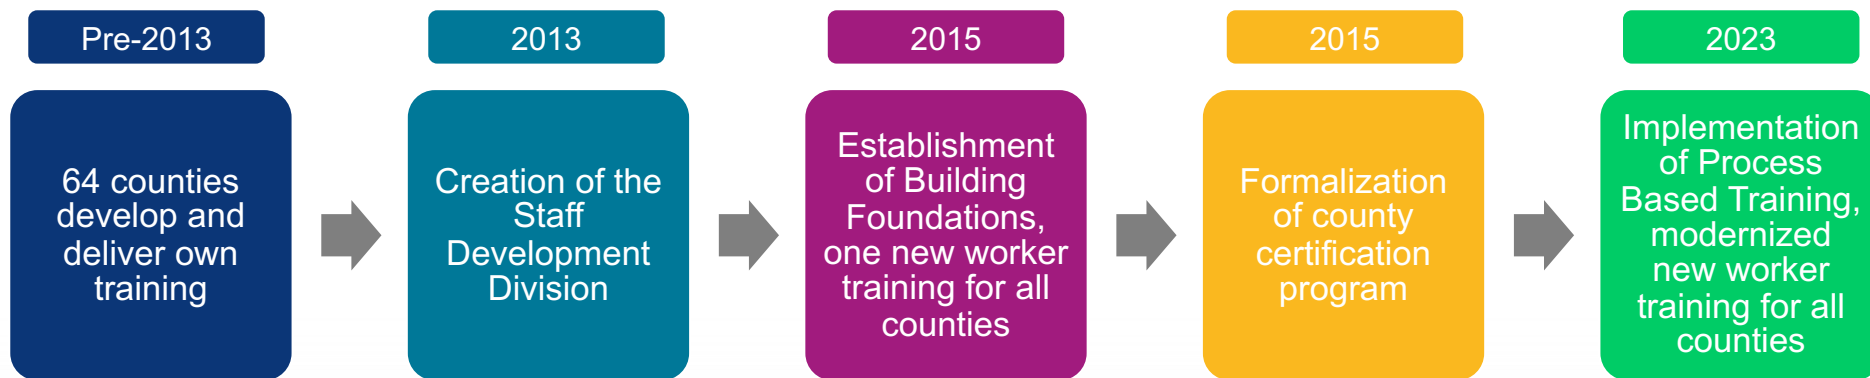 Pre-2013
64 counties
develop and
deliver own
training
2013
Creation of the
Staff
Development
Division
2015
Establishment
of Building
Foundations,
one new worker
training for all
counties
2015
Formalization
of county
certification
program
2023
Implementation
of Process
Based Training,
modernized
new worker
training for all
counties